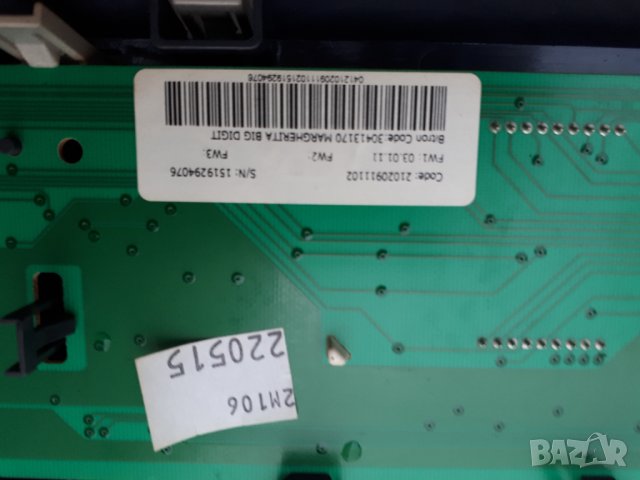 Code: 21020911102
S/N: 1519294076
FW1: 03.01.11
FW2:
FW3:
Bitron Code: 30413170 MARGHERITA BIG DIGIT
041210209111021519294076
2M106
220515
BAZAR.bg